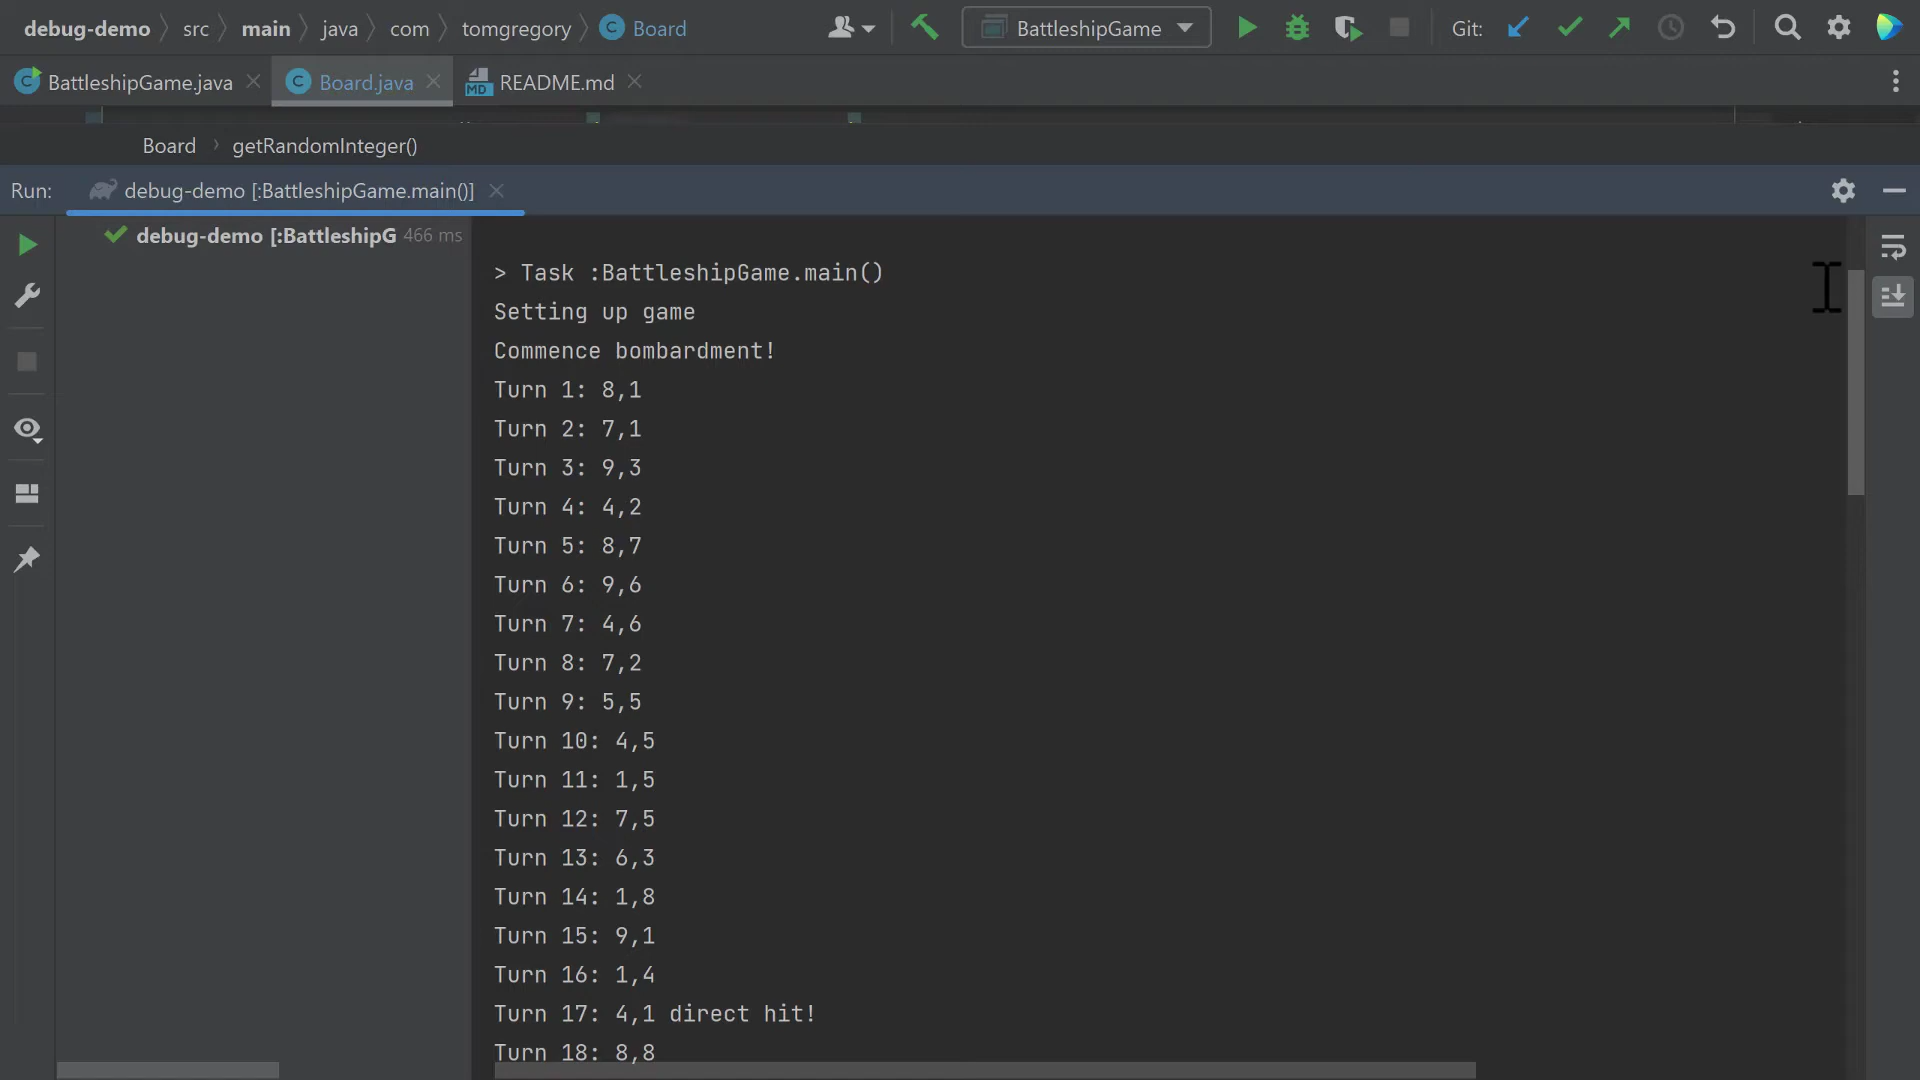 debug-demo src main java com tomgregory Board BattleshipGame Git:
BattleshipGame.java Board.java README.md
Board getRandomInteger()
Run: debug-demo [:BattleshipGame.main()]
debug-demo [:BattleshipG 466 ms
> Task :BattleshipGame.main()
Setting up game
Commence bombardment!
Turn 1: 8,1
Turn 2: 7,1
Turn 3: 9,3
Turn 4: 4,2
Turn 5: 8,7
Turn 6: 9,6
Turn 7: 4,6
Turn 8: 7,2
Turn 9: 5,5
Turn 10: 4,5
Turn 11: 1,5
Turn 12: 7,5
Turn 13: 6,3
Turn 14: 1,8
Turn 15: 9,1
Turn 16: 1,4
Turn 17: 4,1 direct hit!
Turn 18: 8,8